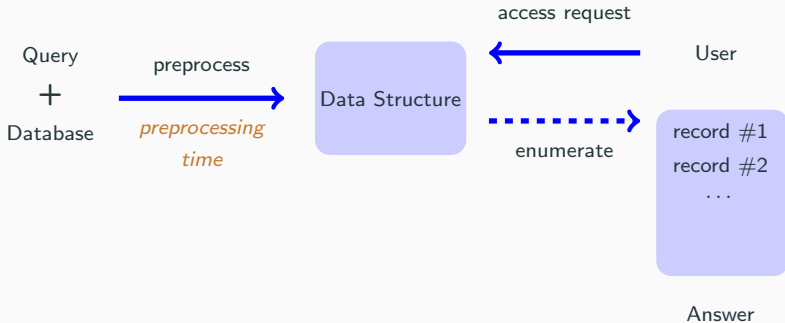 Query
+
Database
preprocess
preprocessing
time
Data Structure
access request
enumerate
User
record #1
record #2
...
Answer